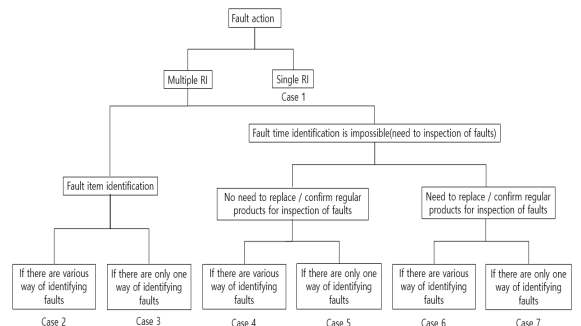 Fault action
Multiple RI
Single RI
Case 1
Fault time identification is impossible(need to inspection of faults)
Fault item identification
No need to replace / confirm regular
products for inspection of faults
Need to replace / confirm regular
products for inspection of faults
If there are various
way of identifying
faults
Case 2
If there are only one
way of identifying
faults
Case 3
If there are various
way of identifying
faults
Case 4
If there are only one
way of identifying
faults
Case 5
If there are various
way of identifying
faults
Case 6
If there are only one
way of identifying
faults
Case 7